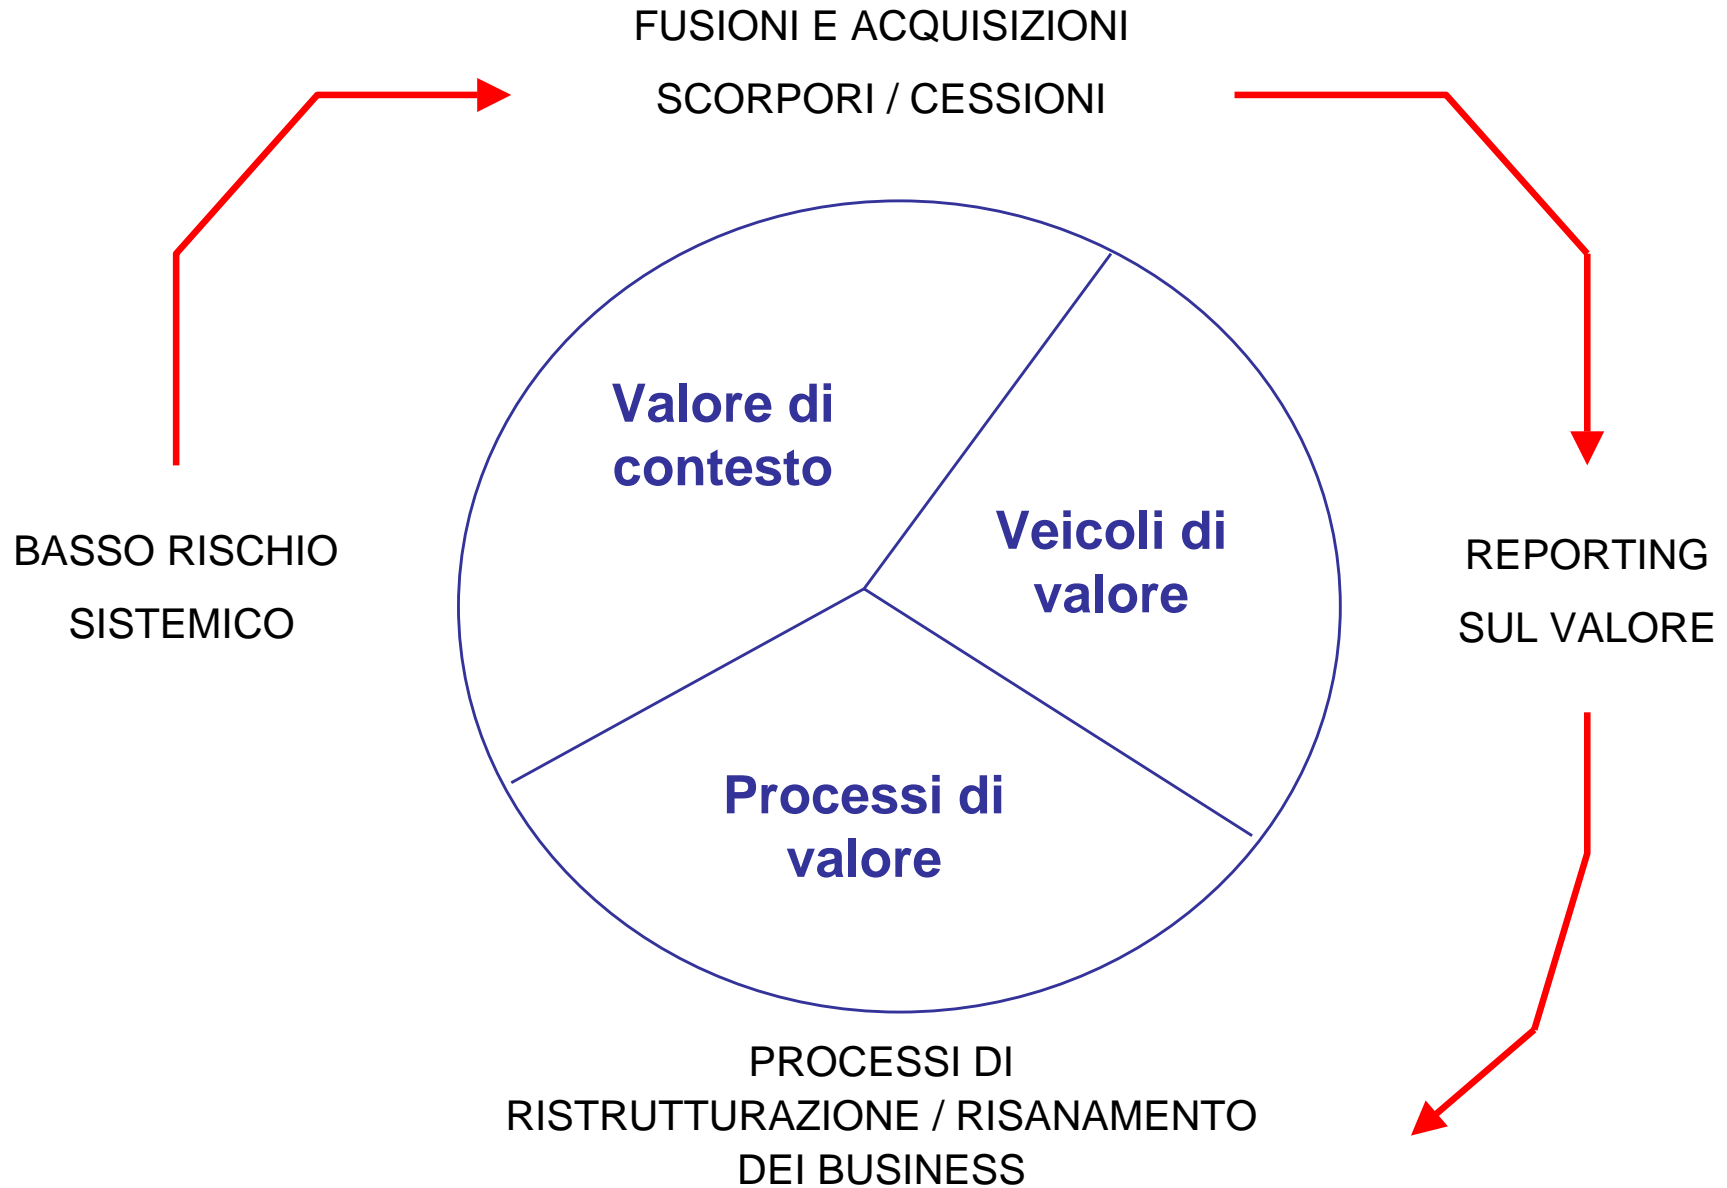 FUSIONI E ACQUISIZIONI
SCORPORI / CESSIONI
Valore di
contesto
Veicoli di
valore
BASSO RISCHIO
SISTEMICO
REPORTING
SUL VALORE
Processi di
valore
PROCESSI DI
RISTRUTTURAZIONE / RISANAMENTO
DEI BUSINESS